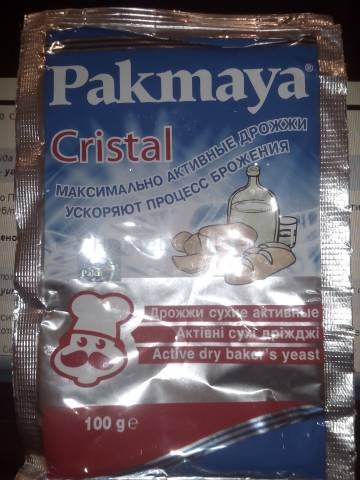 Pakmaya®
Cristal
МАКСИМАЛЬНО АКТИВНЫЕ ДРОЖЖИ
УСКОРЯЮТ ПРОЦЕСС БРОЖЕНИЯ
Дрожжи сухие активные
Активні сухі дріжджі
Active dry baker's yeast
100 g℮